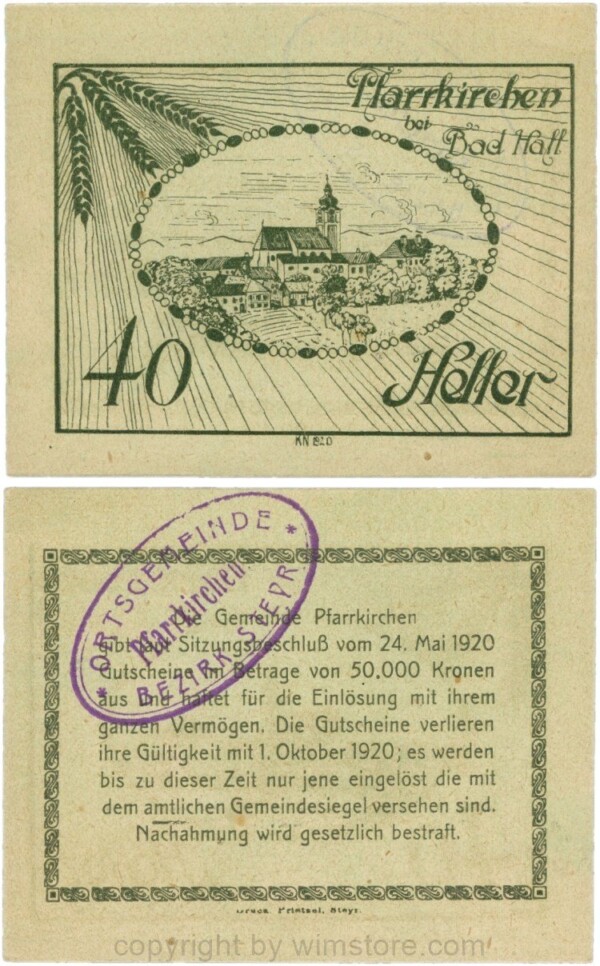 Pfarrkirchen
bei
Bad Hall
40 Heller
KN 820
ORTSGEMEINDE
Pfarrkirchen
* BEZIRK STEYR *
Die Gemeinde Pfarrkirchen
gibt laut Sitzungsbeschluß vom 24. Mai 1920
Gutscheine im Betrage von 50.000 Kronen
aus und haftet für die Einlösung mit ihrem
ganzen Vermögen. Die Gutscheine verlieren
ihre Gültigkeit mit 1. Oktober 1920; es werden
bis zu dieser Zeit nur jene eingelöst die mit
dem amtlichen Gemeindesiegel versehen sind.
Nachahmung wird gesetzlich bestraft.
Druck Printzel, Steyr.
copyright by wimstore.com